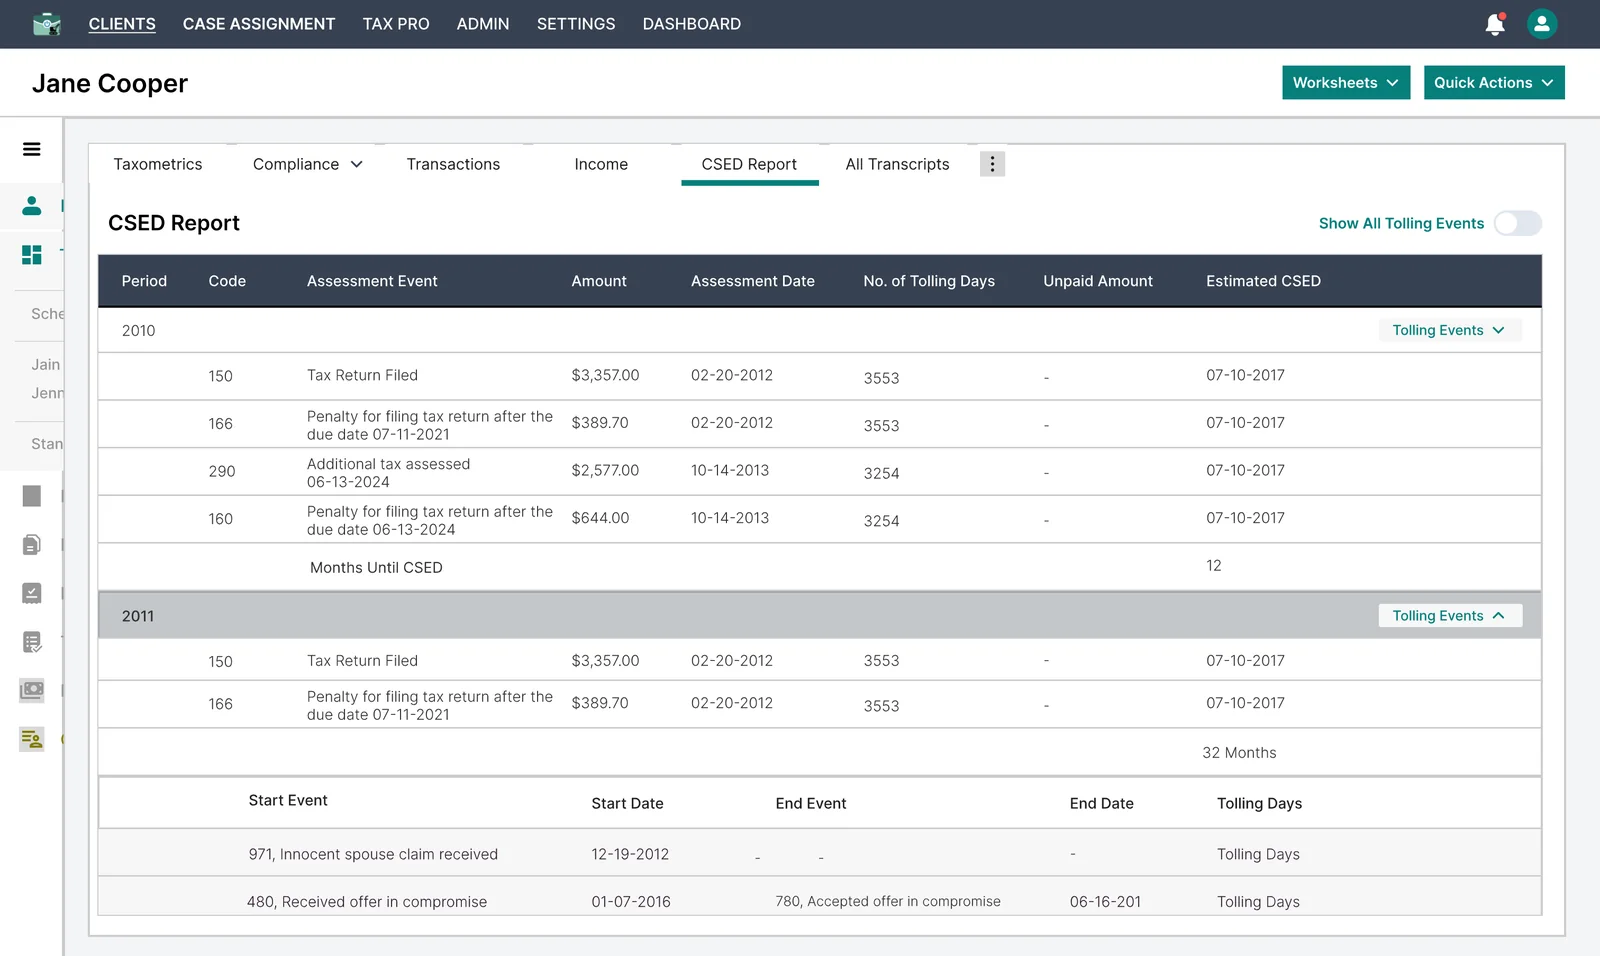 CLIENTS CASE ASSIGNMENT TAX PRO ADMIN SETTINGS DASHBOARD
Jane Cooper
Worksheets Quick Actions
Taxometrics Compliance Transactions Income CSED Report All Transcripts
CSED Report
Show All Tolling Events
Period Code Assessment Event Amount Assessment Date No. of Tolling Days Unpaid Amount Estimated CSED
2010 Tolling Events
Sche
150 Tax Return Filed $3,357.00 02-20-2012 3553 - 07-10-2017
Jain
Jenn
166 Penalty for filing tax return after the
due date 07-11-2021 $389.70 02-20-2012 3553 - 07-10-2017
Stan
290 Additional tax assessed
06-13-2024 $2,577.00 10-14-2013 3254 - 07-10-2017
160 Penalty for filing tax return after the
due date 06-13-2024 $644.00 10-14-2013 3254 - 07-10-2017
Months Until CSED 12
2011 Tolling Events
150 Tax Return Filed $3,357.00 02-20-2012 3553 - 07-10-2017
166 Penalty for filing tax return after the
due date 07-11-2021 $389.70 02-20-2012 3553 - 07-10-2017
32 Months
Start Event Start Date End Event End Date Tolling Days
971, Innocent spouse claim received 12-19-2012 - - - Tolling Days
480, Received offer in compromise 01-07-2016 780, Accepted offer in compromise 06-16-201 Tolling Days